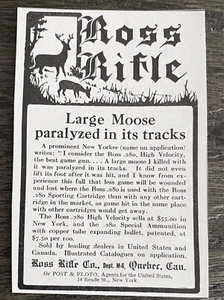 Ross
Rifle
Large Moose
paralyzed in its tracks
A prominent New Yorker (name on application)
writes: "I consider the Ross .280, High Velocity,
the best game gun. . . . A large moose I killed with
it was paralyzed in its tracks. It did not even
lift its foot after it was hit, and I know from ex-
perience this fall that less game will be wounded
and lost where the Ross .280 is used with the Ross
.280 Sporting Cartridge than with any other cart-
ridge in the market, as game hit in the same place
with other cartridges would get away.
The Ross .280 High Velocity sells at $55.00 in
New York, and the .280 Special Ammunition
with copper tube expanding bullet, patented, at
$7.50 per 100.
Sold by leading dealers in United States and
Canada. Illustrated Catalogues on application.
Ross Rifle Co., Dept. M-4, Quebec, Can.
Or POST & FLOTO, Agents for the United States,
14 Reade St., New York